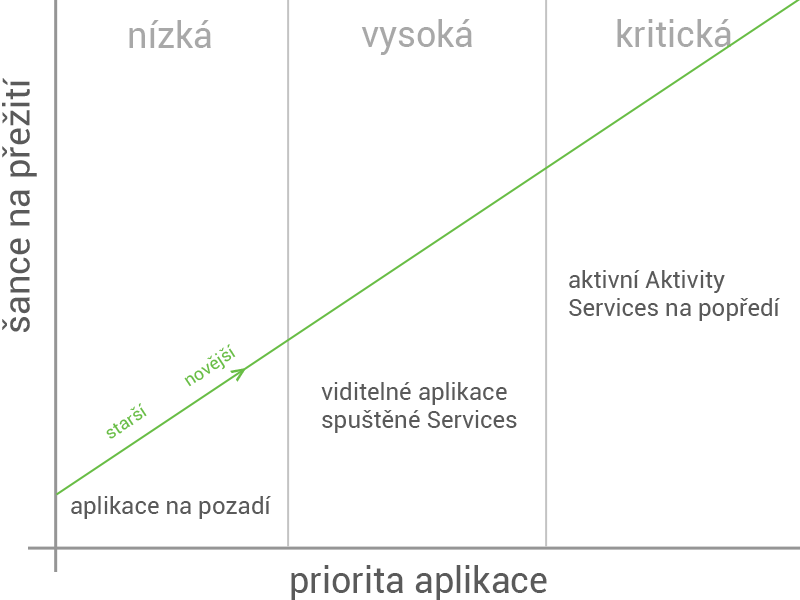 nízká
vysoká
kritická
šance na přežití
aktivní Aktivity
Services na popředí
novější
starší
viditelné aplikace
spuštěné Services
aplikace na pozadí
priorita aplikace